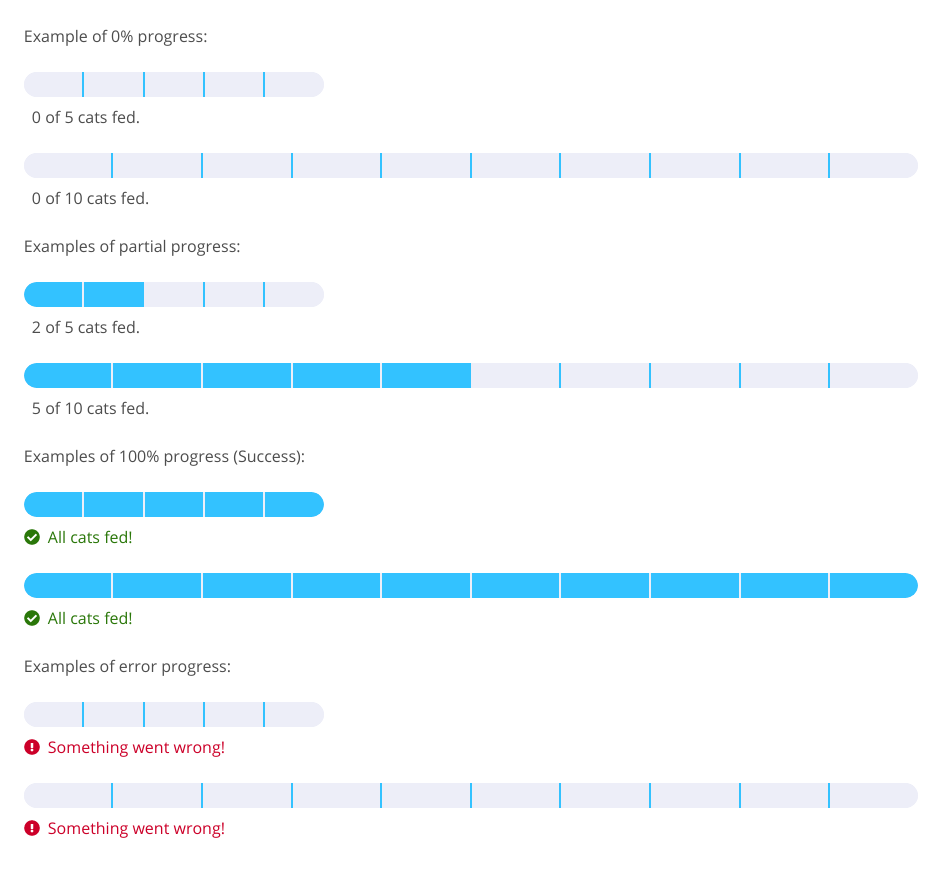 Example of 0% progress:
0 of 5 cats fed.
0 of 10 cats fed.
Examples of partial progress:
2 of 5 cats fed.
5 of 10 cats fed.
Examples of 100% progress (Success):
All cats fed!
All cats fed!
Examples of error progress:
Something went wrong!
Something went wrong!